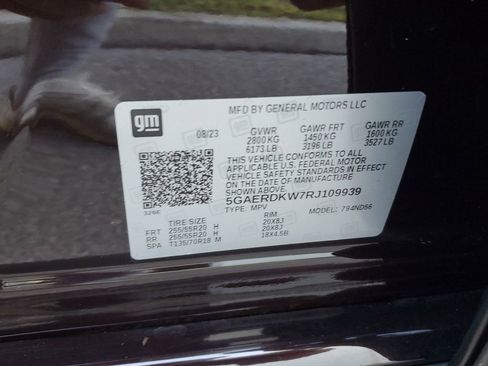 gm
MFD BY GENERAL MOTORS LLC
08/23 GVWR GAWR FRT GAWR RR
2800 KG 1450 KG 1600 KG
6173 LB 3196 LB 3527 LB
THIS VEHICLE CONFORMS TO ALL
APPLICABLE U.S. FEDERAL MOTOR
VEHICLE SAFETY STANDARDS IN EFFECT
ON THE DATE OF MANUFACTURE
SHOWN ABOVE.
5GAERDKW7RJ109939
326E
TYPE: MPV MODEL: 794ND56
TIRE SIZE RIM
FRT 255/55R20 H 20X8J
RR 255/55R20 H 20X8J
SPA T135/70R18 M 18X4.5B